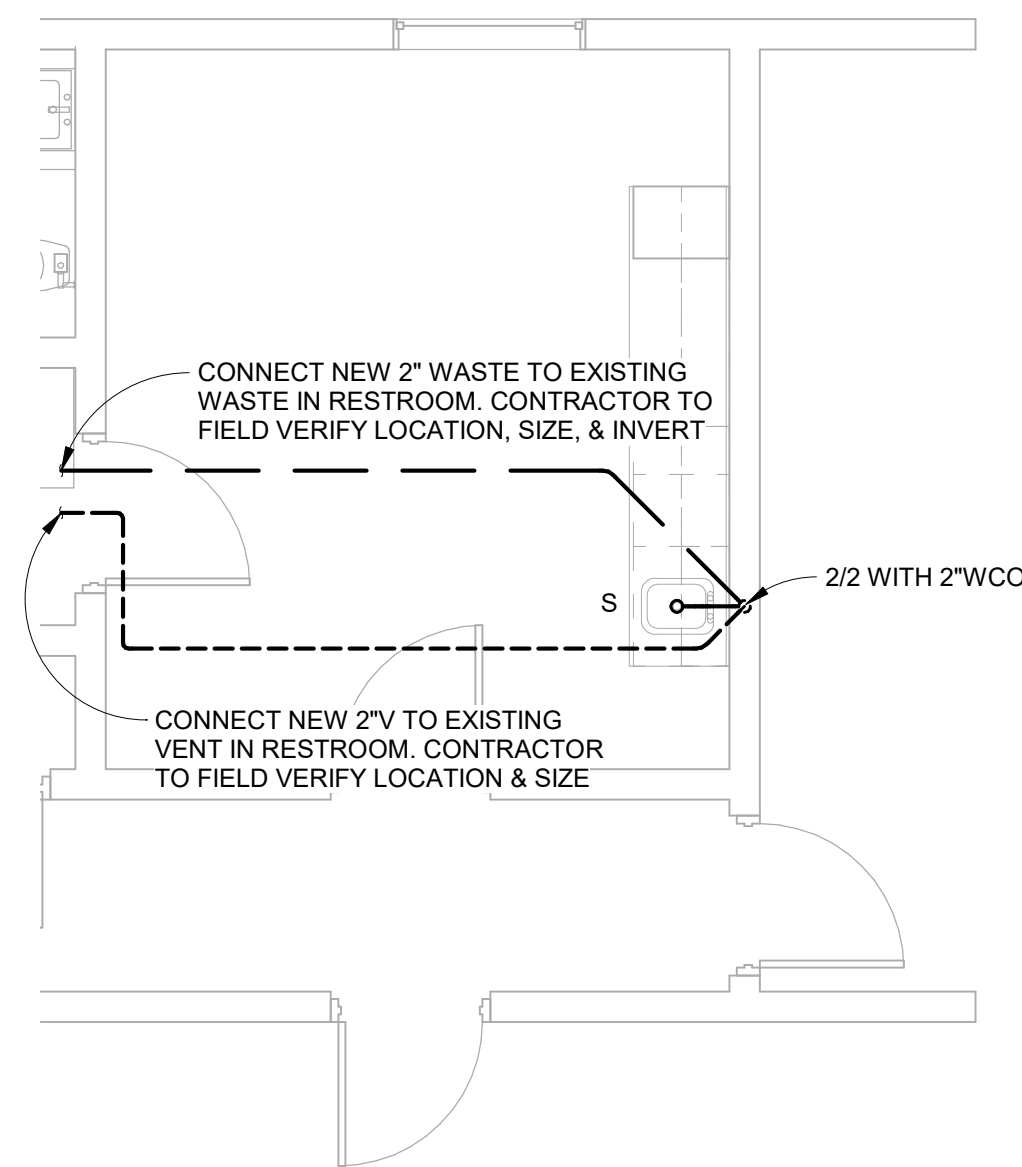 CONNECT NEW 2" WASTE TO EXISTING
WASTE IN RESTROOM. CONTRACTOR TO
FIELD VERIFY LOCATION, SIZE, & INVERT
2/2 WITH 2"WCO
S
CONNECT NEW 2"V TO EXISTING
VENT IN RESTROOM. CONTRACTOR
TO FIELD VERIFY LOCATION & SIZE